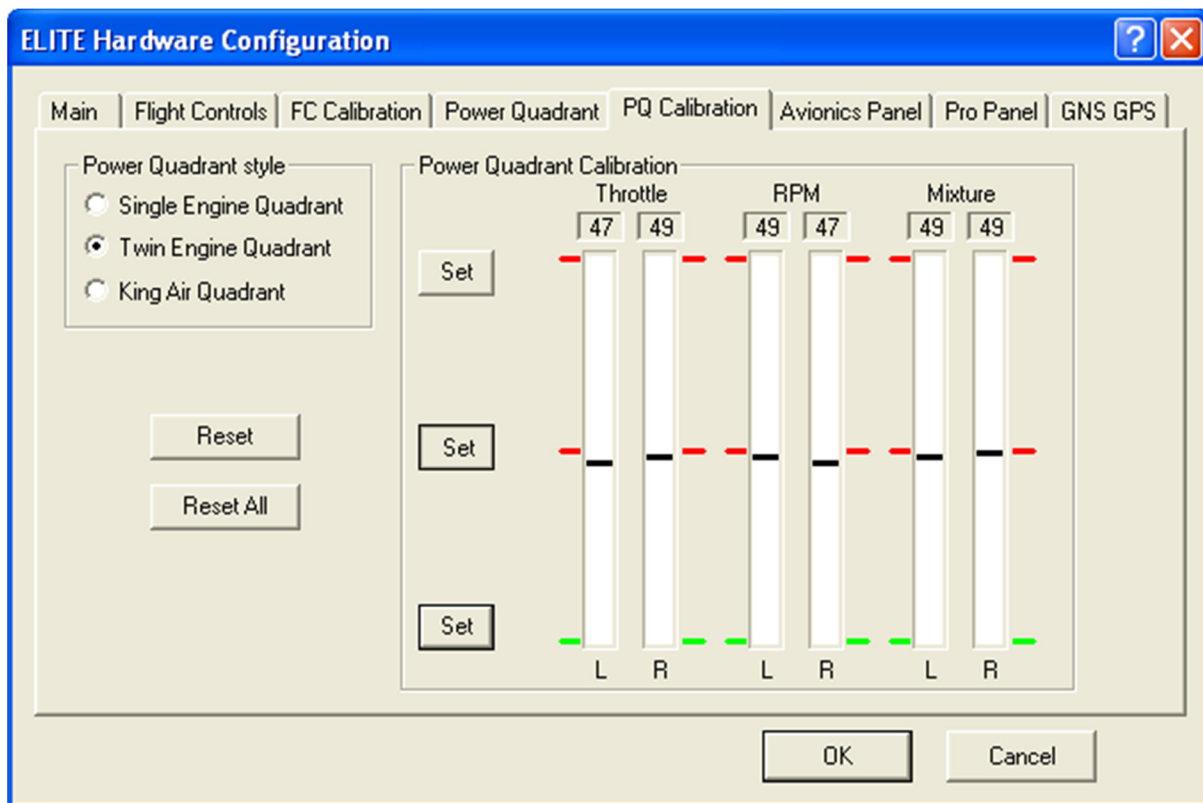 ELITE Hardware Configuration
Main Flight Controls FC Calibration Power Quadrant PQ Calibration Avionics Panel Pro Panel GNS GPS
Power Quadrant style
Single Engine Quadrant
Twin Engine Quadrant
King Air Quadrant
Reset
Reset All
Power Quadrant Calibration
Throttle RPM Mixture
47 49 49 47 49 49
Set
Set
Set
L R L R L R
OK Cancel